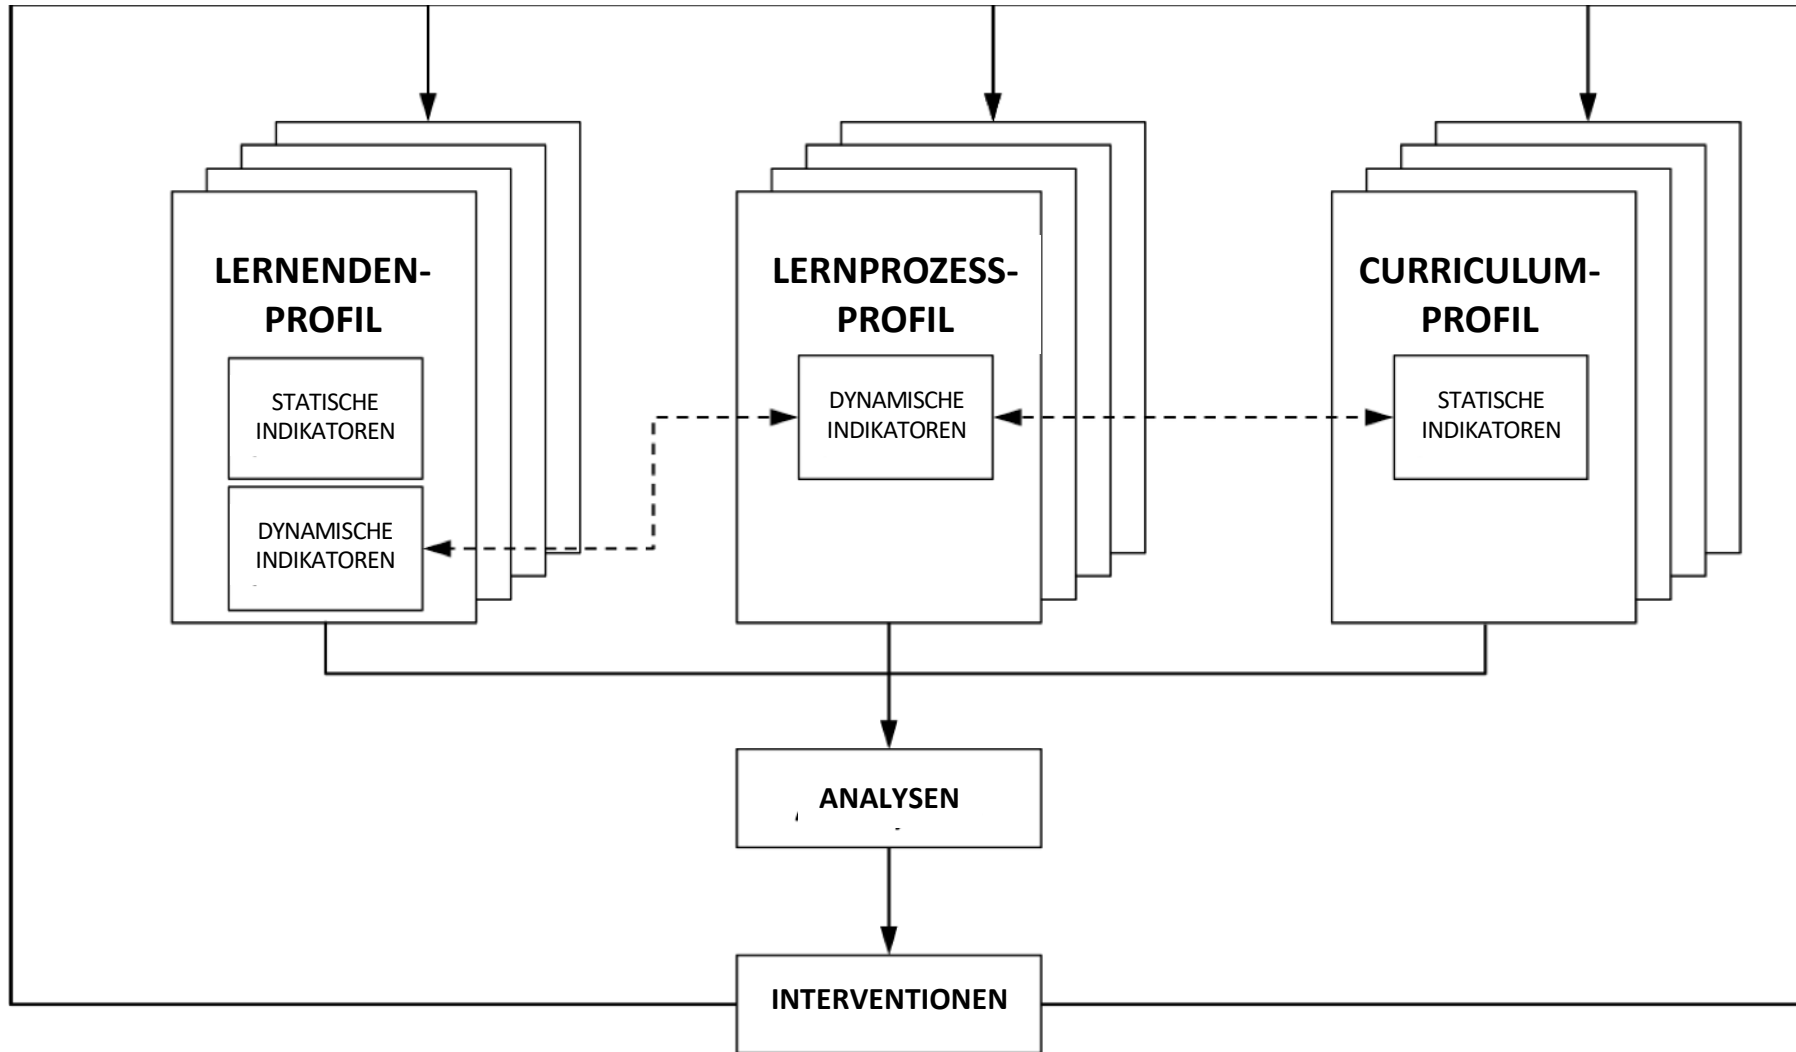 LERNENDEN-
PROFIL
STATISCHE
INDIKATOREN
DYNAMISCHE
INDIKATOREN
LERNPROZESS-
PROFIL
DYNAMISCHE
INDIKATOREN
CURRICULUM-
PROFIL
STATISCHE
INDIKATOREN
ANALYSEN
INTERVENTIONEN